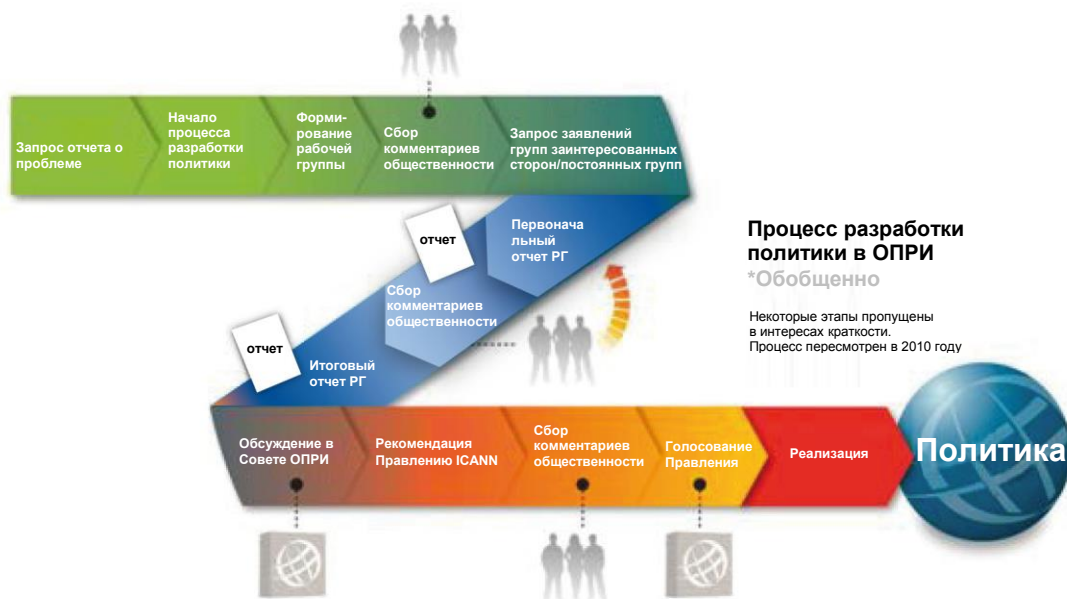 Запрос отчета о
проблеме
Начало
процесса
разработки
политики
Форми-
рование
рабочей
группы
Сбор
комментариев
общественности
Запрос заявлений
групп заинтересованных
сторон/постоянных групп
Первонача
льный
отчет РГ
отчет
Сбор
комментариев
общественности
отчет
Итоговый
отчет РГ
Процесс разработки
политики в ОПРИ
*Обобщенно
Некоторые этапы пропущены
в интересах краткости.
Процесс пересмотрен в 2010 году
Обсуждение в
Совете ОПРИ
Рекомендация
Правлению ICANN
Сбор
комментариев
общественности
Голосование
Правления
Реализация
Политика